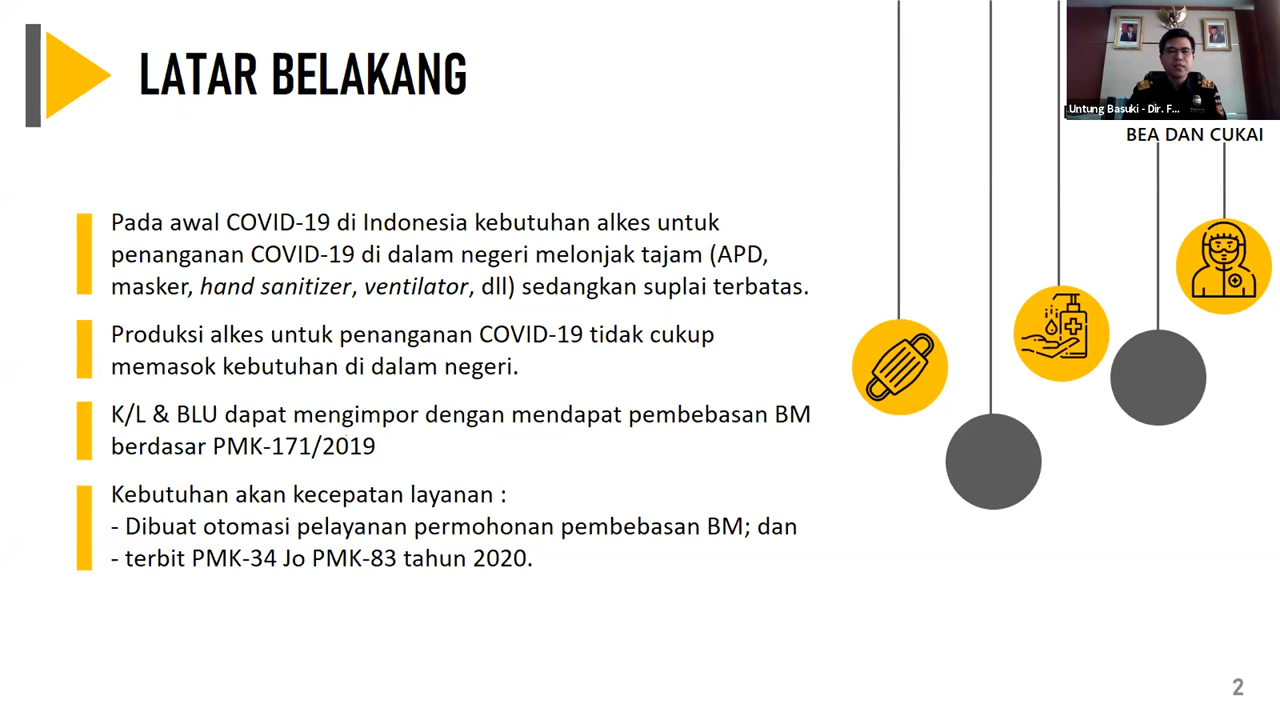 LATAR BELAKANG
Untung Basuki - Dir. F...
BEA DAN CUKAI
Pada awal COVID-19 di Indonesia kebutuhan alkes untuk
penanganan COVID-19 di dalam negeri melonjak tajam (APD,
masker, hand sanitizer, ventilator, dll) sedangkan suplai terbatas.
Produksi alkes untuk penanganan COVID-19 tidak cukup
memasok kebutuhan di dalam negeri.
K/L & BLU dapat mengimpor dengan mendapat pembebasan BM
berdasar PMK-171/2019
Kebutuhan akan kecepatan layanan :
- Dibuat otomasi pelayanan permohonan pembebasan BM; dan
- terbit PMK-34 Jo PMK-83 tahun 2020.
2